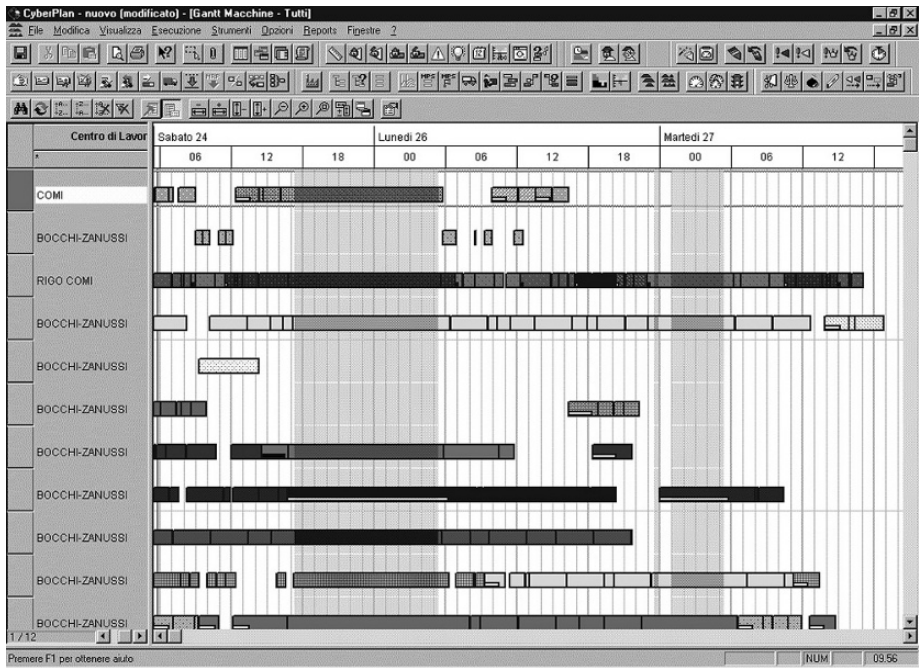 CyberPlan - nuovo (modificato) - [Gantt Macchine - Tutti]
File Modifica Visualizza Esecuzione Strumenti Opzioni Reports Finestre ?
Centro di Lavor Sabato 24 Lunedì 26 Martedì 27
* 06 12 18 00 06 12 18 00 06 12
COMI
BOCCHI-ZANUSSI
RIGO COMI
BOCCHI-ZANUSSI
BOCCHI-ZANUSSI
BOCCHI-ZANUSSI
BOCCHI-ZANUSSI
BOCCHI-ZANUSSI
BOCCHI-ZANUSSI
BOCCHI-ZANUSSI
BOCCHI-ZANUSSI
1 / 12
Premere F1 per ottenere aiuto NUM 09.56